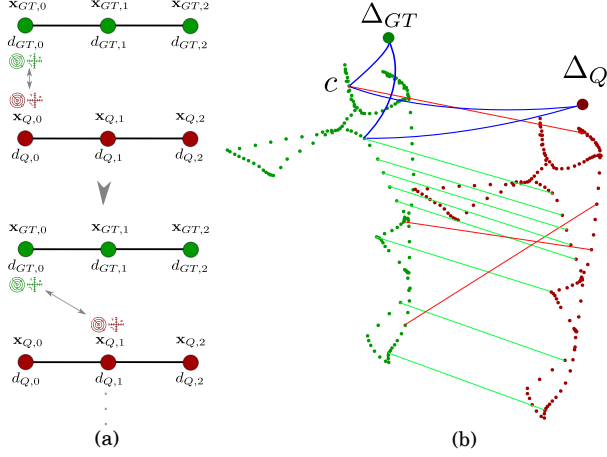 x_{GT,0} x_{GT,1} x_{GT,2}
d_{GT,0} d_{GT,1} d_{GT,2}
x_{Q,0} x_{Q,1} x_{Q,2}
d_{Q,0} d_{Q,1} d_{Q,2}
x_{GT,0} x_{GT,1} x_{GT,2}
d_{GT,0} d_{GT,1} d_{GT,2}
x_{Q,0} x_{Q,1} x_{Q,2}
d_{Q,0} d_{Q,1} d_{Q,2}
(a)
Δ_{GT}
Δ_Q
c
(b)